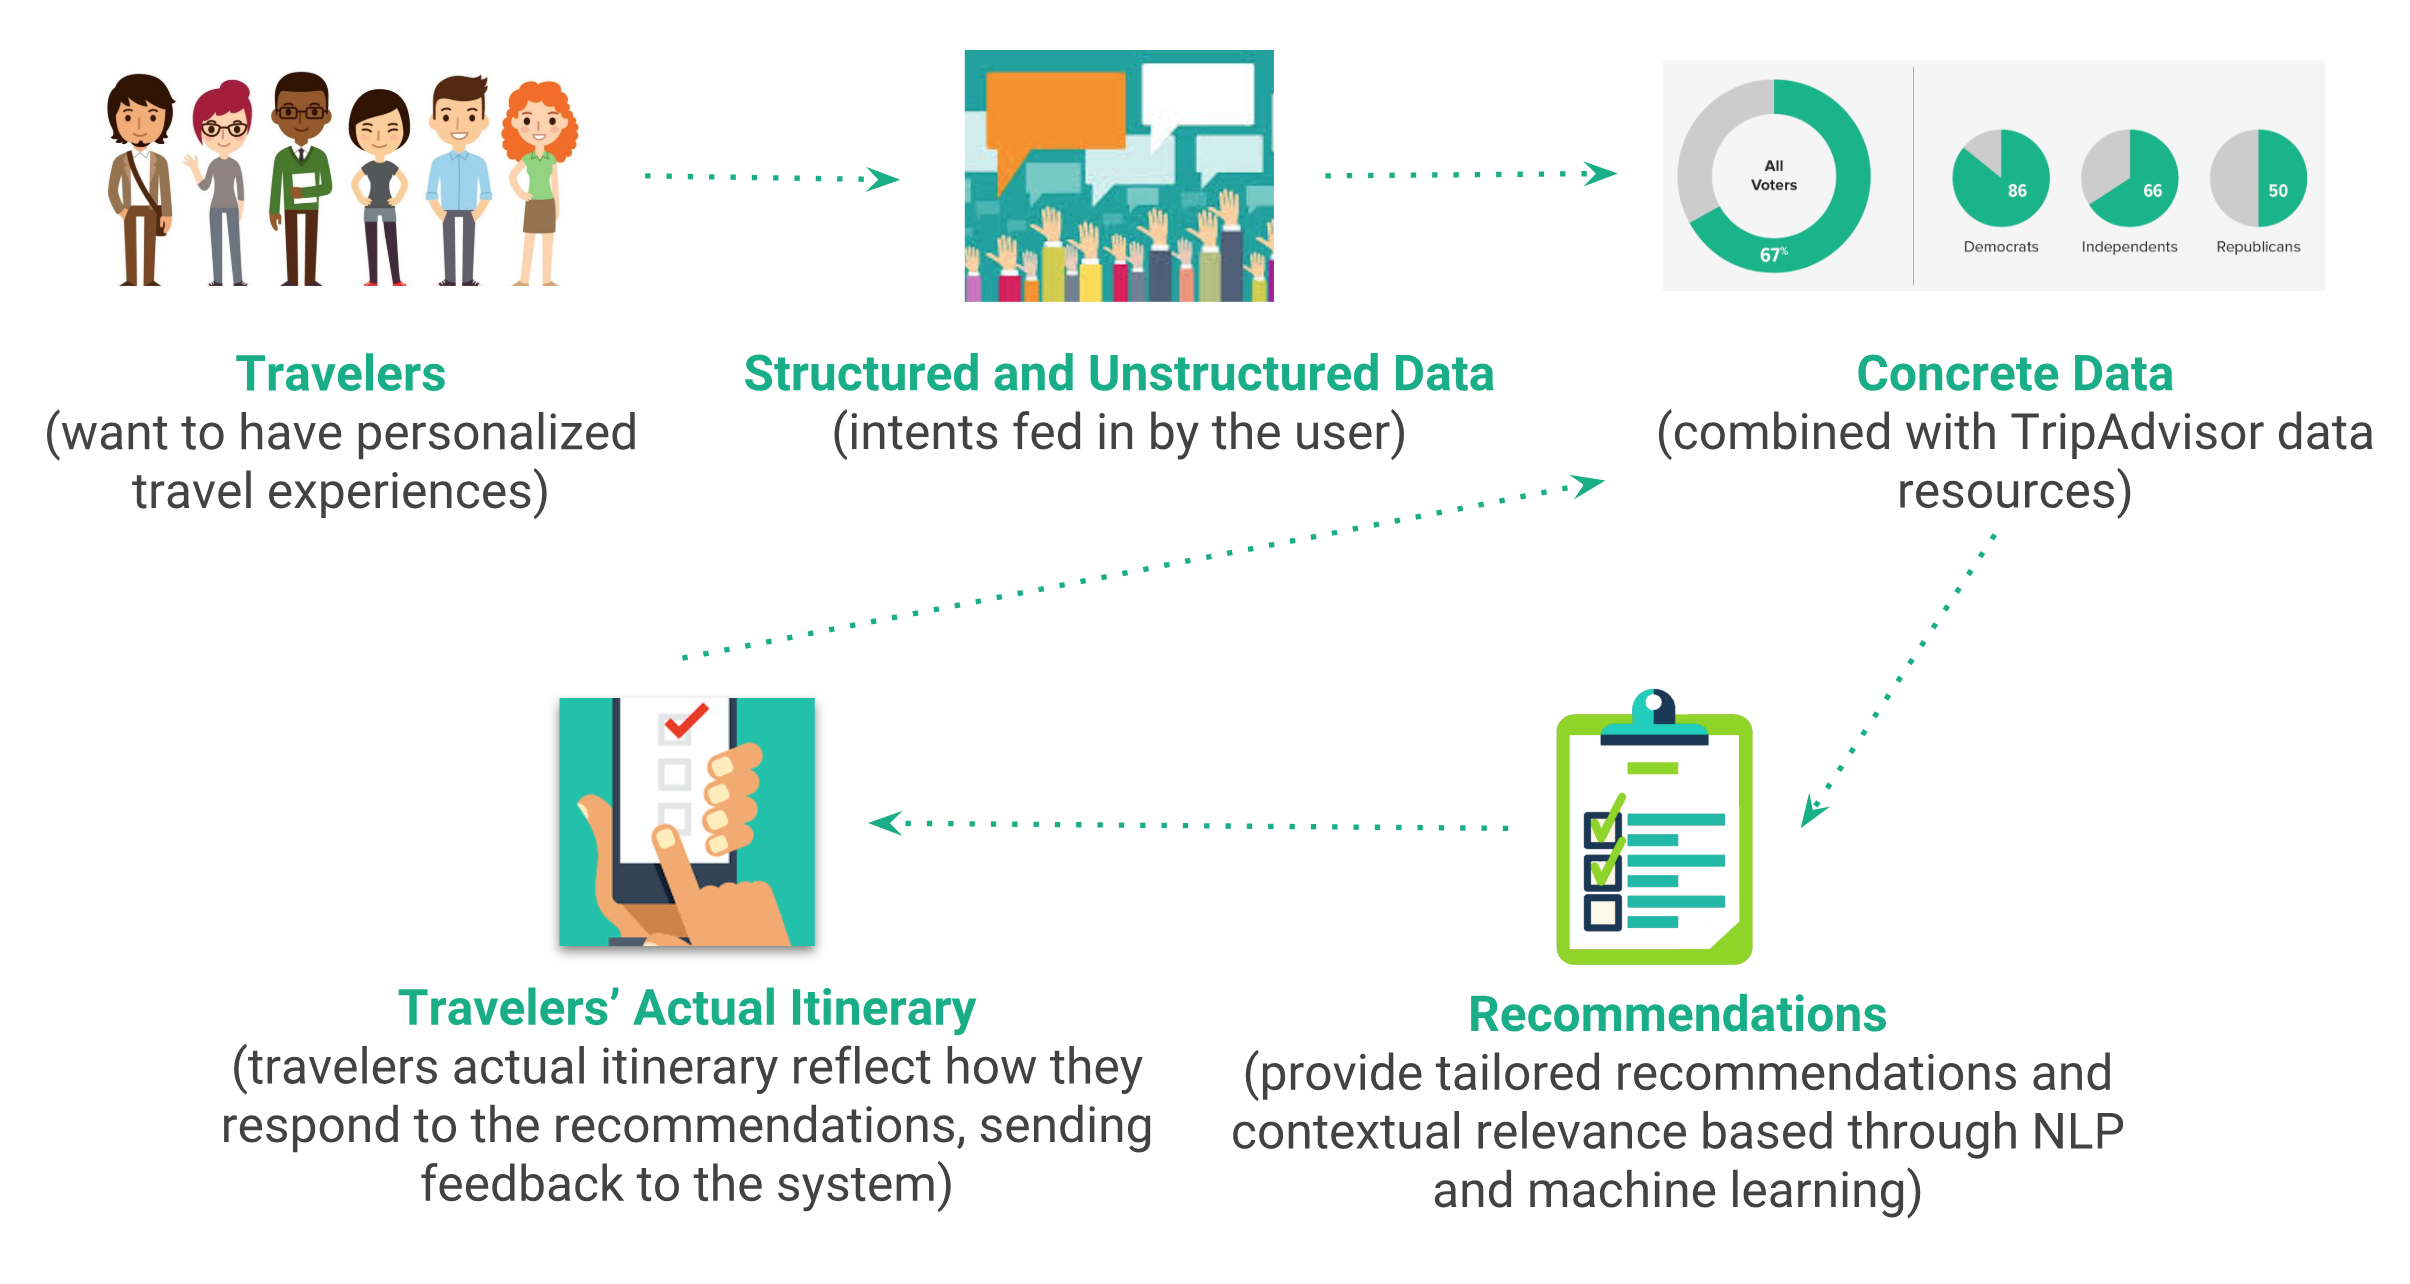 All
Voters
67%
86
66
50
Democrats
Independents
Republicans
Travelers
(want to have personalized
travel experiences)
Structured and Unstructured Data
(intents fed in by the user)
Concrete Data
(combined with TripAdvisor data
resources)
Travelers’ Actual Itinerary
(travelers actual itinerary reflect how they
respond to the recommendations, sending
feedback to the system)
Recommendations
(provide tailored recommendations and
contextual relevance based through NLP
and machine learning)